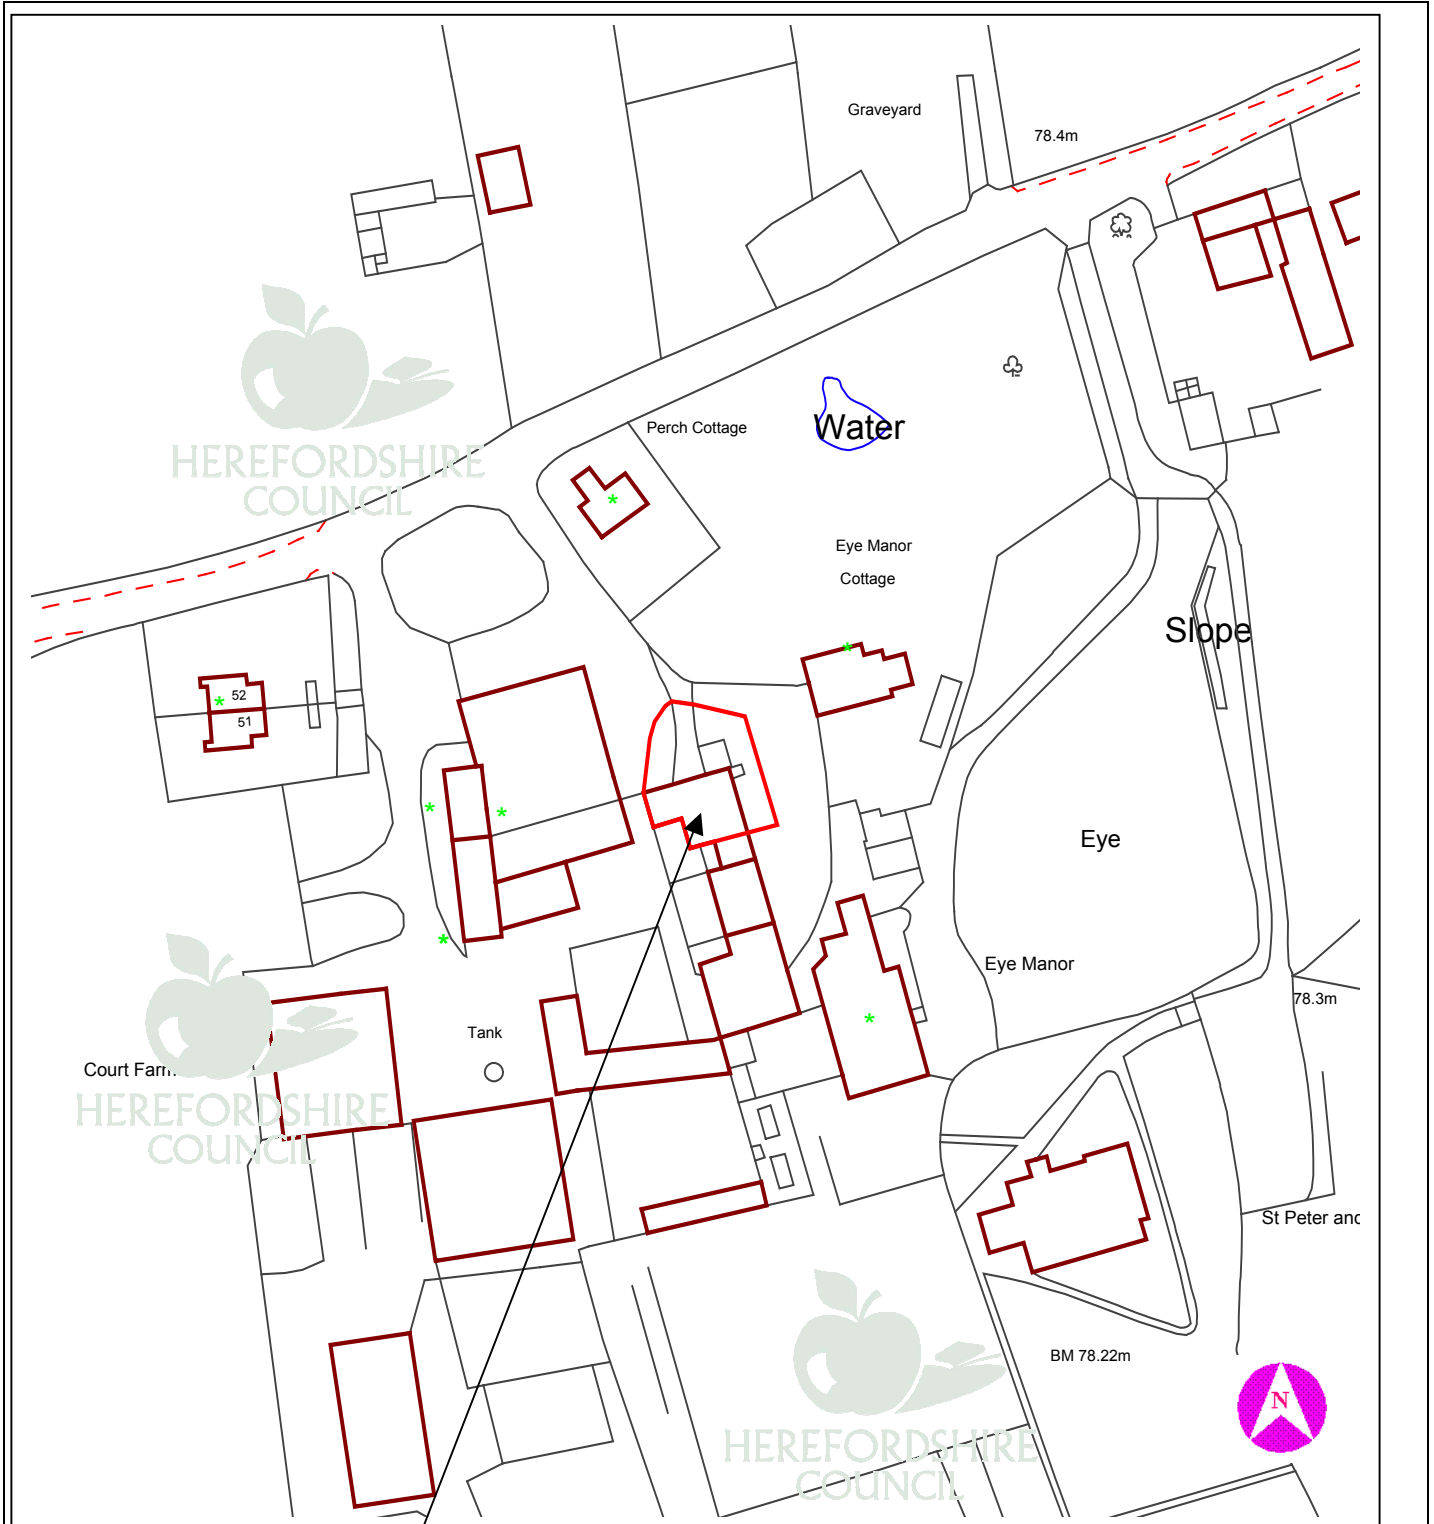 Graveyard
78.4m
HEREFORDSHIRE
COUNCIL
Perch Cottage
Water
Eye Manor
Cottage
Slope
52
51
Eye
Eye Manor
78.3m
Tank
Court Farm
HEREFORDSHIRE
COUNCIL
St Peter and
BM 78.22m
N
HEREFORDSHIRE
COUNCIL